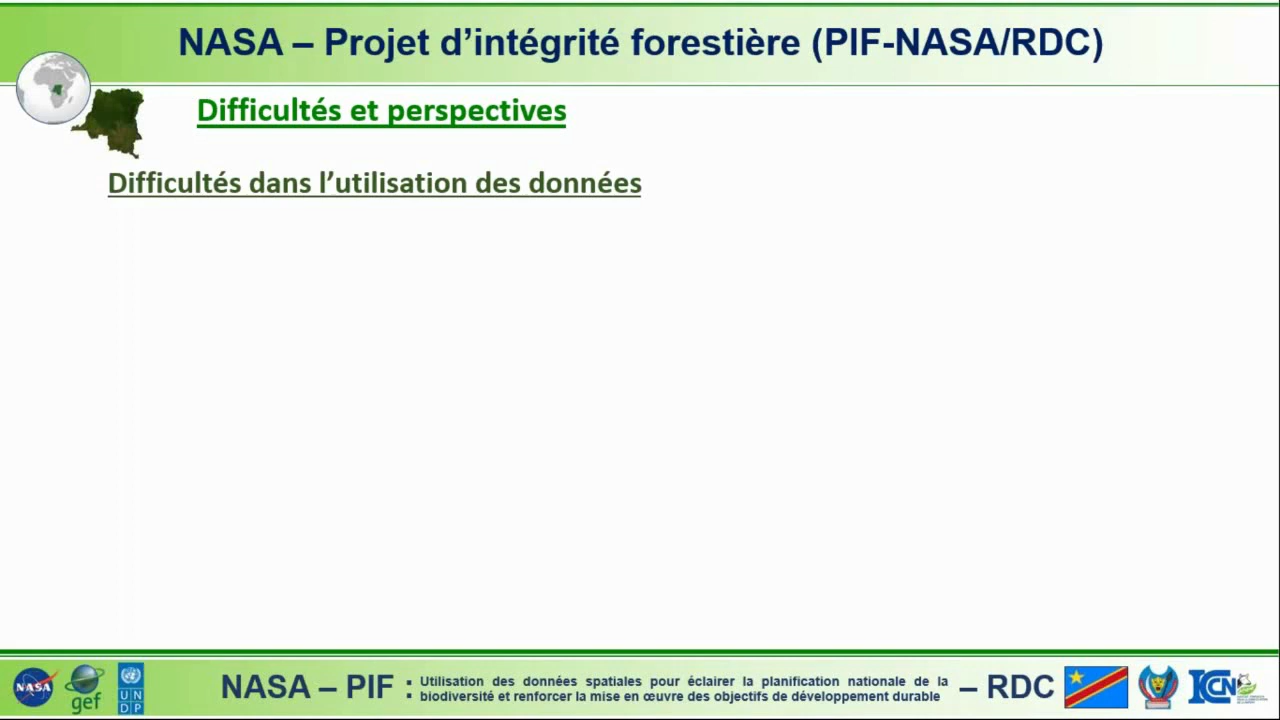 NASA – Projet d’intégrité forestière (PIF-NASA/RDC)
Difficultés et perspectives
Difficultés dans l’utilisation des données
NASA
gef
U N
D P
NASA – PIF : Utilisation des données spatiales pour éclairer la planification nationale de la
biodiversité et renforcer la mise en œuvre des objectifs de développement durable – RDC
ICCN